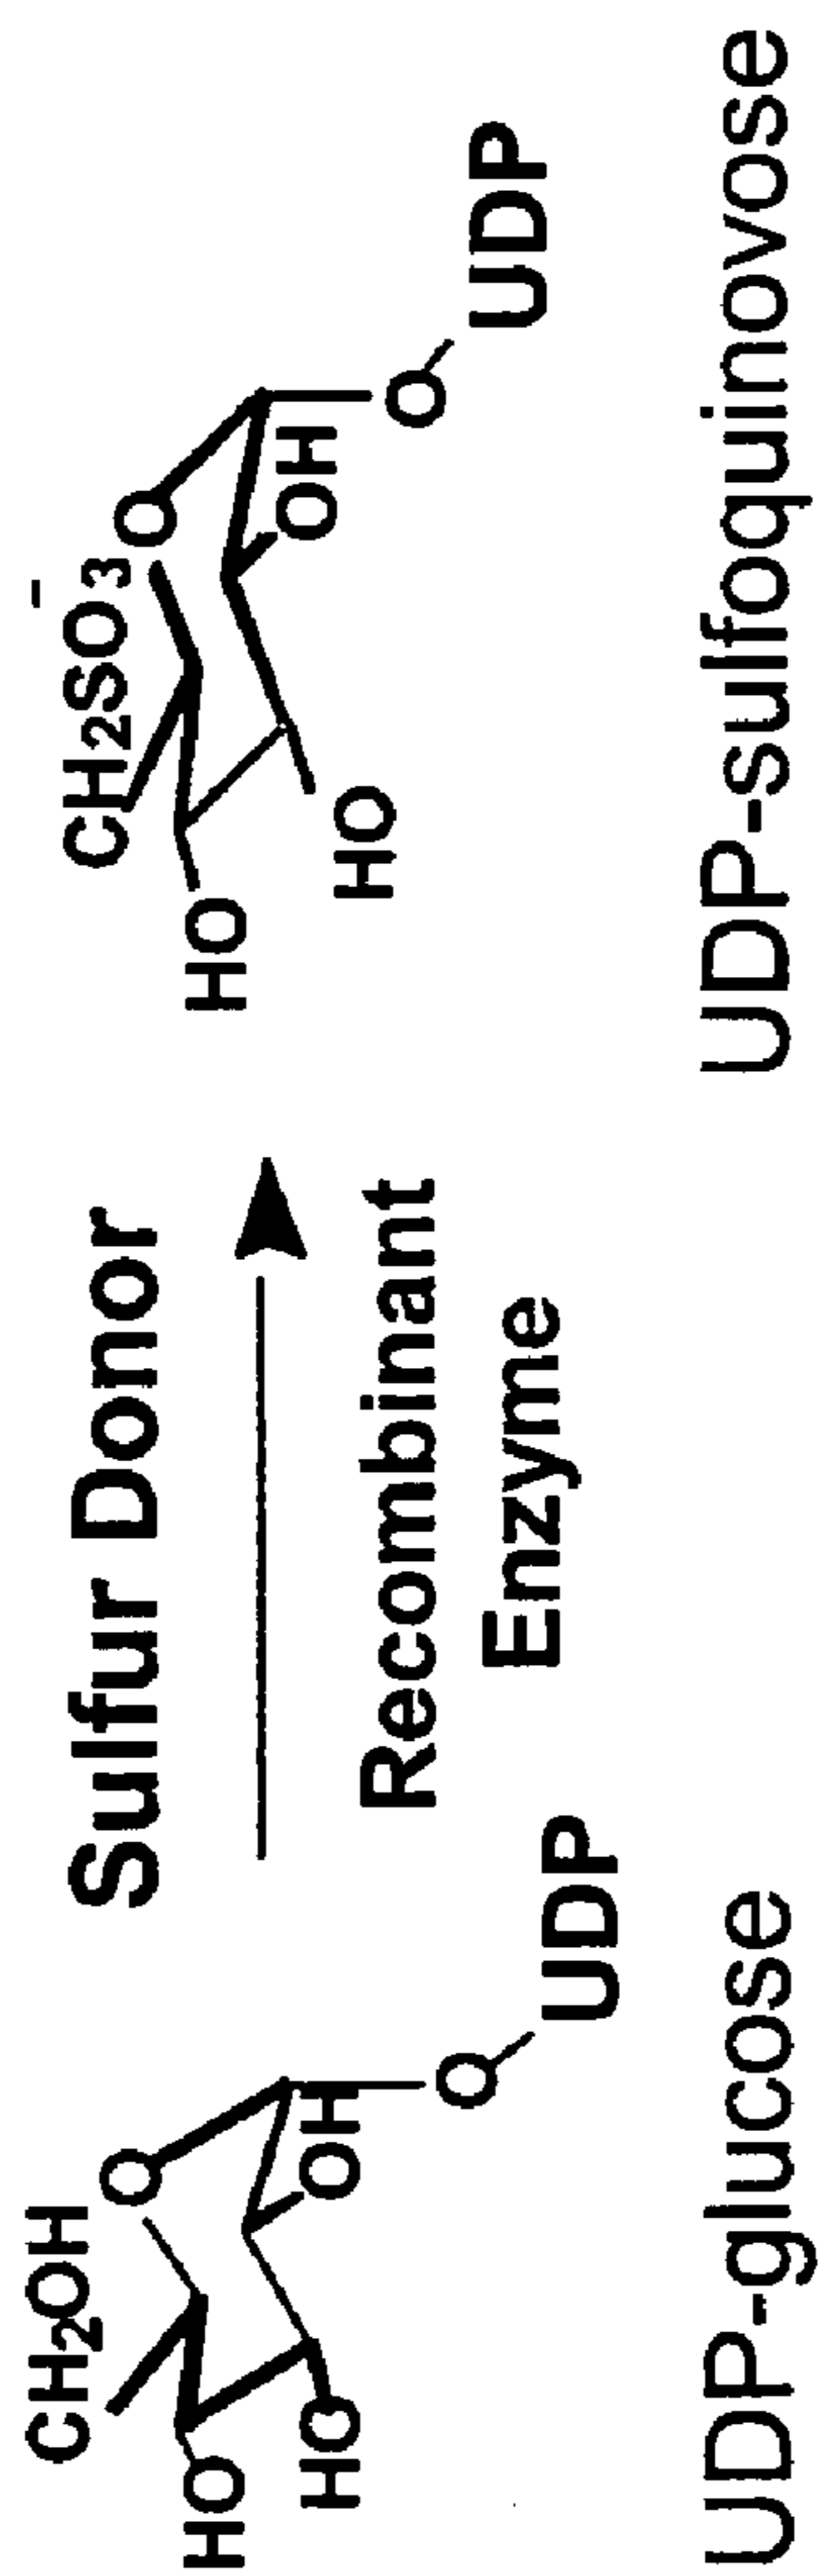 CH2OH
O
HO
HO
OH
O
UDP
UDP-glucose
Sulfur Donor
Recombinant
Enzyme
CH2SO3-
O
HO
HO
OH
O
UDP
UDP-sulfoquinovose